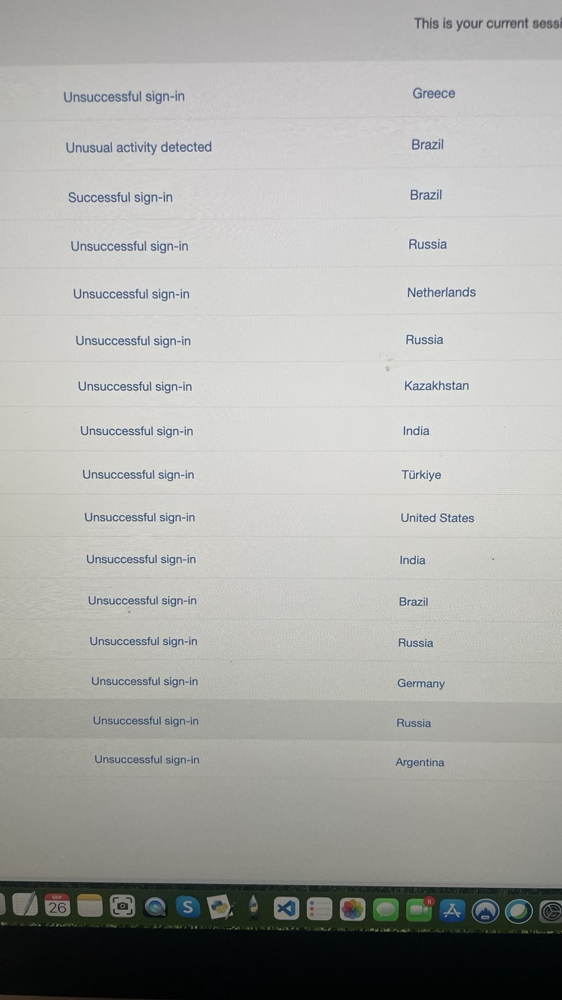 This is your current sessi
Unsuccessful sign-in Greece
Unusual activity detected Brazil
Successful sign-in Brazil
Unsuccessful sign-in Russia
Unsuccessful sign-in Netherlands
Unsuccessful sign-in Russia
Unsuccessful sign-in Kazakhstan
Unsuccessful sign-in India
Unsuccessful sign-in Türkiye
Unsuccessful sign-in United States
Unsuccessful sign-in India
Unsuccessful sign-in Brazil
Unsuccessful sign-in Russia
Unsuccessful sign-in Germany
Unsuccessful sign-in Russia
Unsuccessful sign-in Argentina
SEP
26
S
8